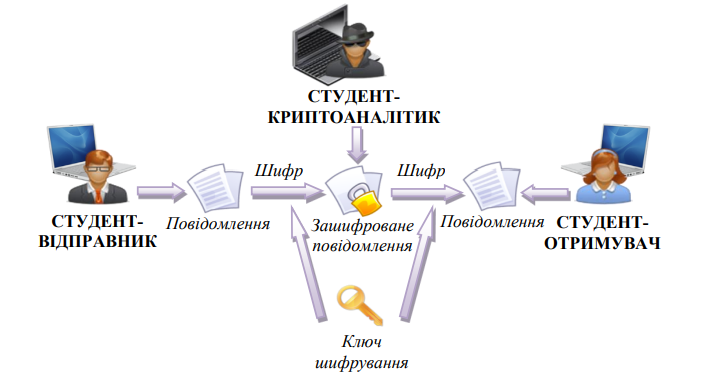 СТУДЕНТ-
КРИПТОАНАЛІТИК
Шифр
Шифр
СТУДЕНТ-
ВІДПРАВНИК
Повідомлення
Зашифроване
повідомлення
Повідомлення
СТУДЕНТ-
ОТРИМУВАЧ
Ключ
шифрування